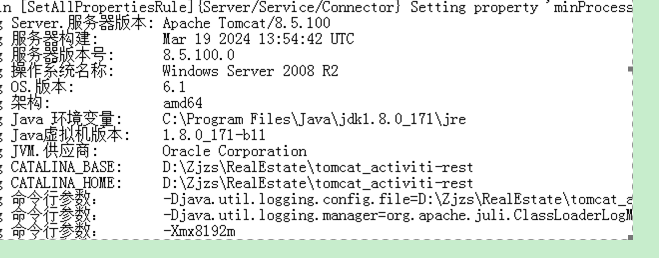 in [SetAllPropertiesRule]{Server/Service/Connector} Setting property 'minProcess
g Server.服务器版本: Apache Tomcat/8.5.100
g 服务器构建: Mar 19 2024 13:54:42 UTC
g 服务器版本号: 8.5.100.0
g 操作系统名称: Windows Server 2008 R2
g OS.版本: 6.1
g 架构: amd64
g Java 环境变量: C:\Program Files\Java\jdk1.8.0_171\jre
g Java虚拟机版本: 1.8.0_171-b11
g JVM.供应商: Oracle Corporation
g CATALINA_BASE: D:\Zjzs\RealEstate\tomcat_activiti-rest
g CATALINA_HOME: D:\Zjzs\RealEstate\tomcat_activiti-rest
g 命令行参数: -Djava.util.logging.config.file=D:\Zjzs\RealEstate\tomcat_a
g 命令行参数: -Djava.util.logging.manager=org.apache.juli.ClassLoaderLogM
g 命令行参数: -Xmx8192m